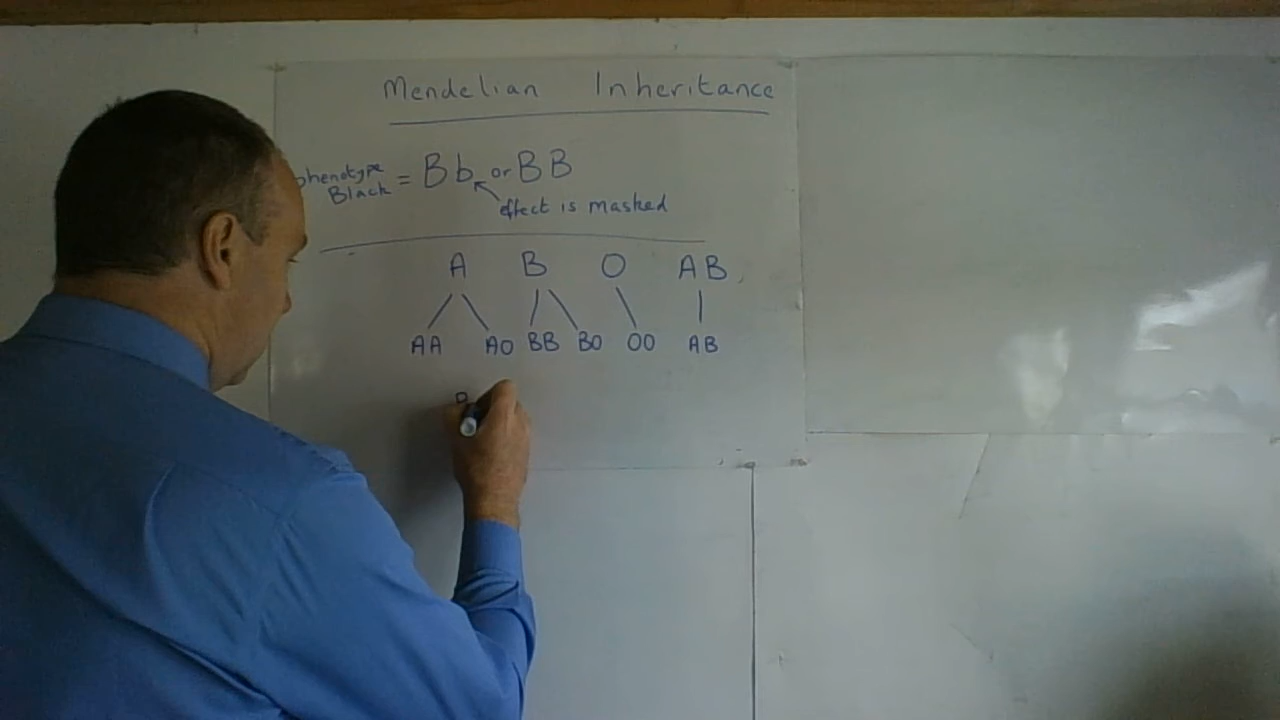 Mendelian Inheritance
phenotype
Black = Bb or BB
effect is masked
A B O AB
AA AO BB BO OO AB